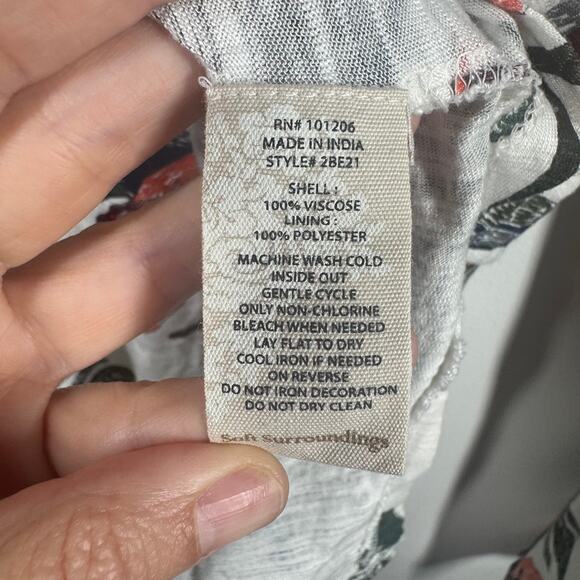 RN# 101206
MADE IN INDIA
STYLE# 2BE21
SHELL :
100% VISCOSE
LINING :
100% POLYESTER
MACHINE WASH COLD
INSIDE OUT
GENTLE CYCLE
ONLY NON-CHLORINE
BLEACH WHEN NEEDED
LAY FLAT TO DRY
COOL IRON IF NEEDED
ON REVERSE
DO NOT IRON DECORATION
DO NOT DRY CLEAN
Soft Surroundings